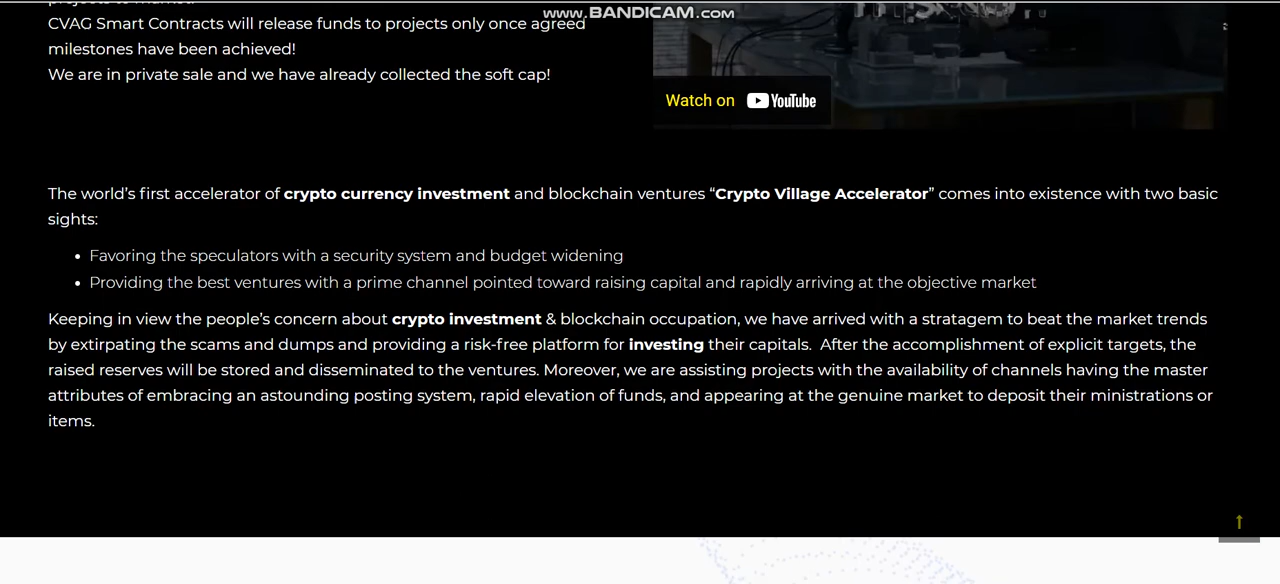 www.BANDICAM.com
CVAG Smart Contracts will release funds to projects only once agreed
milestones have been achieved!
We are in private sale and we have already collected the soft cap!
Watch on YouTube
The world's first accelerator of crypto currency investment and blockchain ventures “Crypto Village Accelerator” comes into existence with two basic
sights:
• Favoring the speculators with a security system and budget widening
• Providing the best ventures with a prime channel pointed toward raising capital and rapidly arriving at the objective market
Keeping in view the people's concern about crypto investment & blockchain occupation, we have arrived with a stratagem to beat the market trends
by extirpating the scams and dumps and providing a risk-free platform for investing their capitals. After the accomplishment of explicit targets, the
raised reserves will be stored and disseminated to the ventures. Moreover, we are assisting projects with the availability of channels having the master
attributes of embracing an astounding posting system, rapid elevation of funds, and appearing at the genuine market to deposit their ministrations or
items.